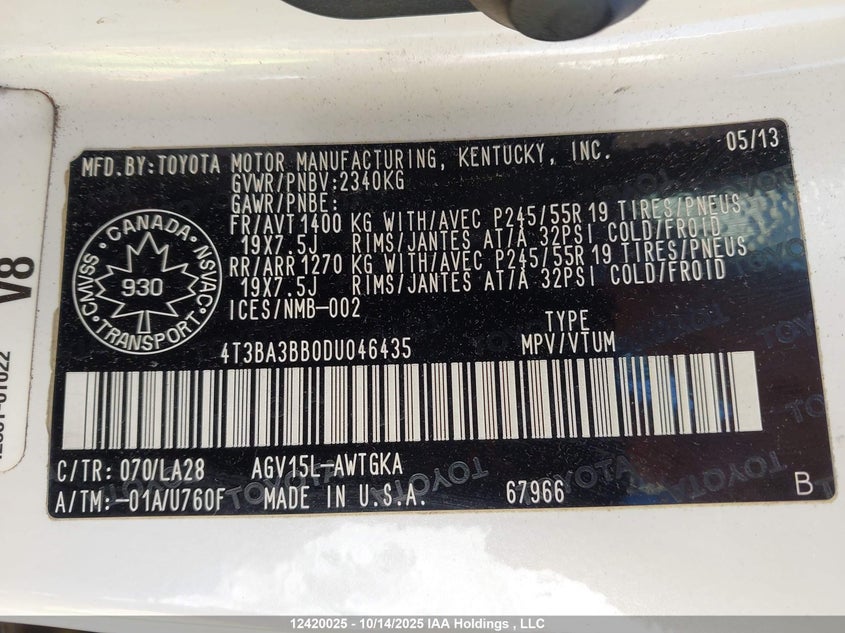 MFD.BY:TOYOTA MOTOR MANUFACTURING, KENTUCKY, INC. 05/13
GVWR/PNBV:2340KG
GAWR/PNBE:
FR/AVT 1400 KG WITH/AVEC P245/55R 19 TIRES/PNEUS
19X7.5J RIMS/JANTES AT/À 32PSI COLD/FROID
RR/ARR 1270 KG WITH/AVEC P245/55R 19 TIRES/PNEUS
19X7.5J RIMS/JANTES AT/À 32PSI COLD/FROID
ICES/NMB-002
CANADA
CMVSS NSVAC
930
TRANSPORT
TYPE
4T3BA3BB0DU046435 MPV/VTUM
C/TR: 070/LA28 AGV15L-AWTGKA
A/TM:-01A/U760F MADE IN U.S.A. 67966 B
V8
TOYOTA
12420025 - 10/14/2025 IAA Holdings , LLC